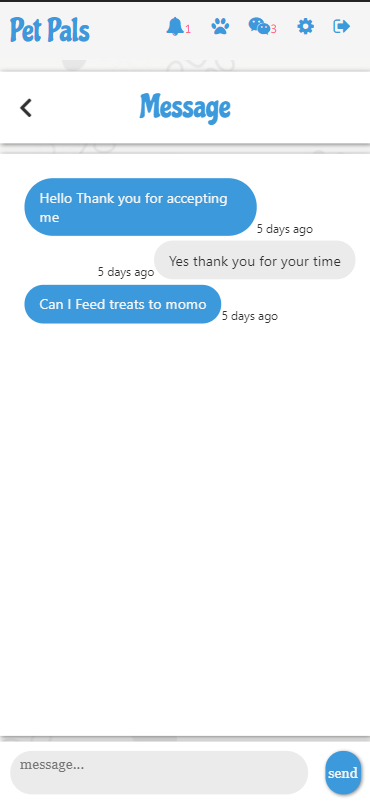 Pet Pals
1
3
Message
Hello Thank you for accepting
me
5 days ago
Yes thank you for your time
5 days ago
Can I Feed treats to momo
5 days ago
message...
send